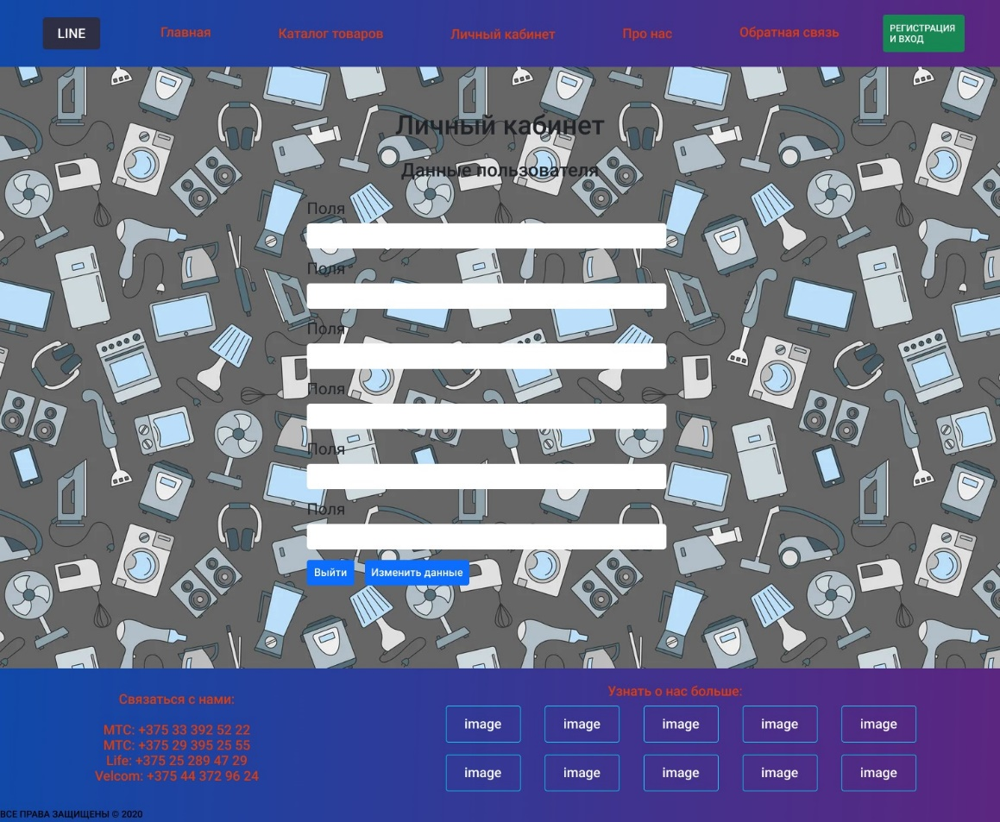 LINE
Главная
Каталог товаров
Личный кабинет
Про нас
Обратная связь
РЕГИСТРАЦИЯ
И ВХОД
Личный кабинет
Данные пользователя
Поля
Поля
Поля
Поля
Поля
Поля
Выйти
Изменить данные
Связаться с нами:
МТС: +375 33 392 52 22
МТС: +375 29 395 25 55
Life: +375 25 289 47 29
Velcom: +375 44 372 96 24
Узнать о нас больше:
image
image
image
image
image
image
image
image
image
image
ВСЕ ПРАВА ЗАЩИЩЕНЫ © 2020